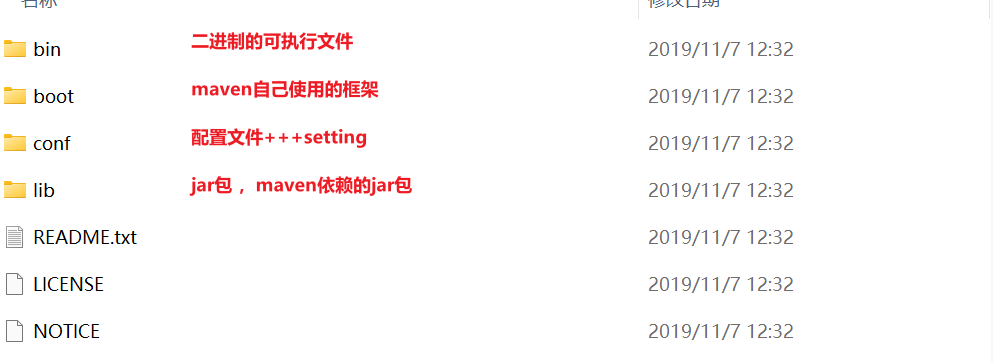 名称 修改日期
bin 二进制的可执行文件 2019/11/7 12:32
boot maven自己使用的框架 2019/11/7 12:32
conf 配置文件+++setting 2019/11/7 12:32
lib jar包 ，maven依赖的jar包 2019/11/7 12:32
README.txt 2019/11/7 12:32
LICENSE 2019/11/7 12:32
NOTICE 2019/11/7 12:32